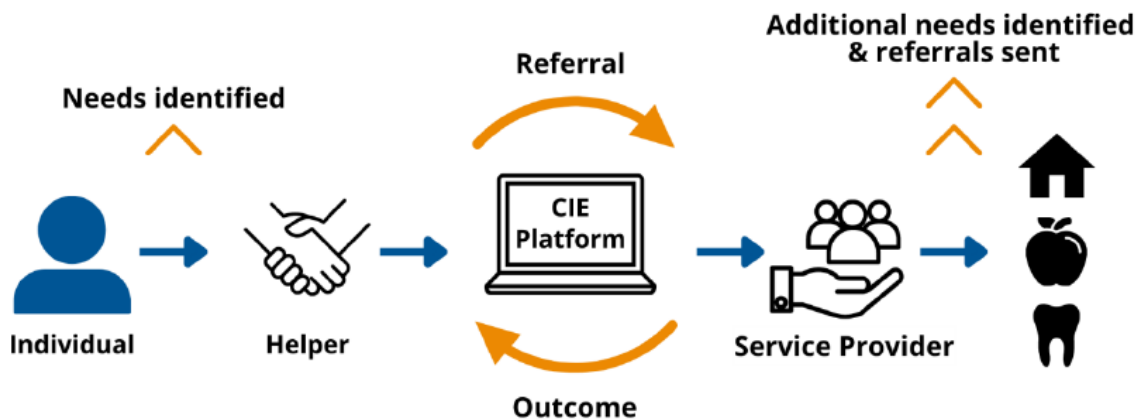 Needs identified
Referral
Additional needs identified
& referrals sent
CIE
Platform
Individual
Helper
Service Provider
Outcome